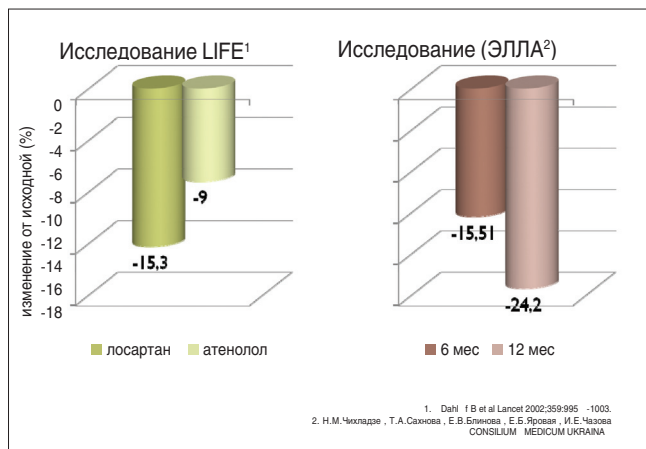 Исследование LIFE1
Исследование (ЭЛЛА2)
изменение от исходной (%)
0
-2
-4
-6
-8
-10
-12
-14
-16
-18
-15,3
-9
-15,51
-24,2
лосартан
атенолол
6 мес
12 мес
1. Dahl f B et al Lancet 2002;359:995 -1003.
2. Н.М.Чихладзе , Т.А.Сахнова , Е.В.Блинова , Е.Б.Яровая , И.Е.Чазова
CONSILIUM MEDICUM UKRAINA